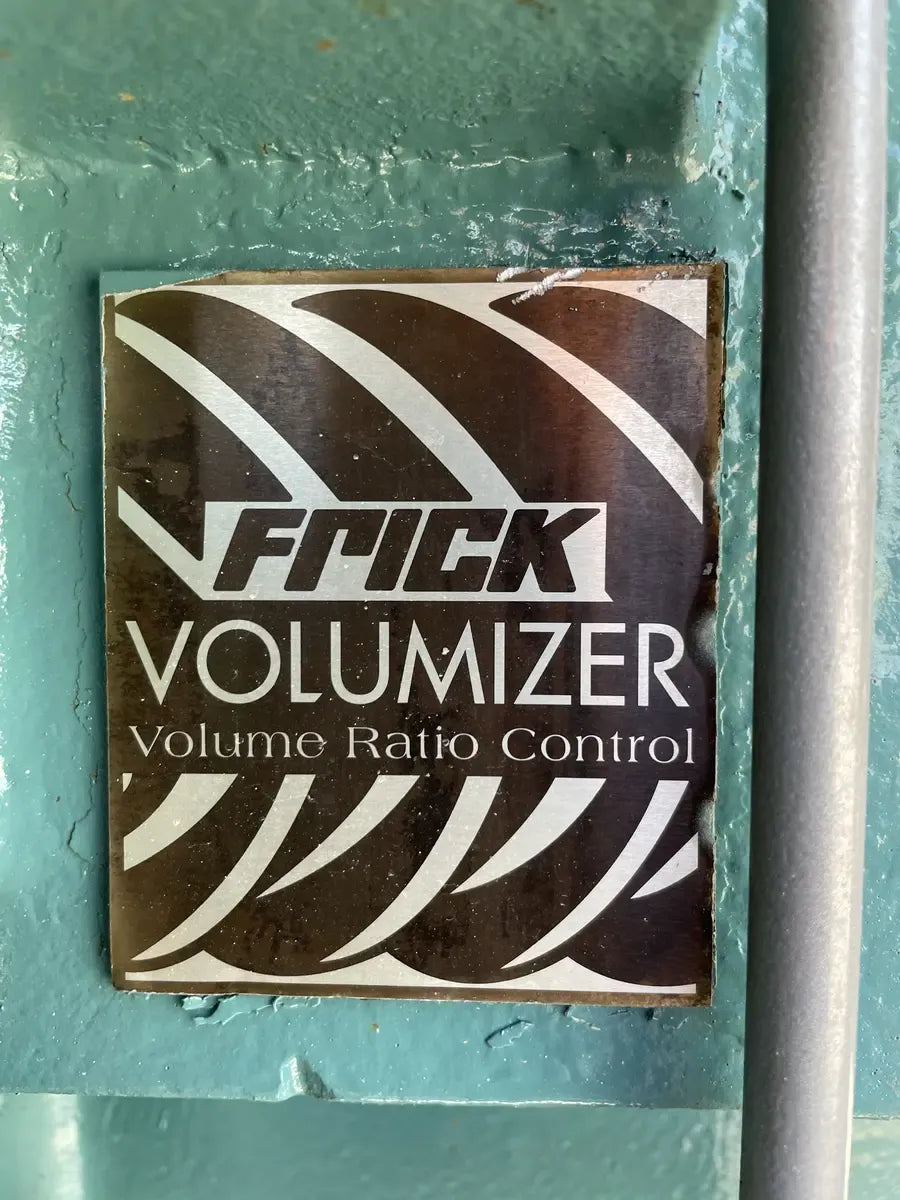 FRICK
VOLUMIZER
Volume Ratio Control